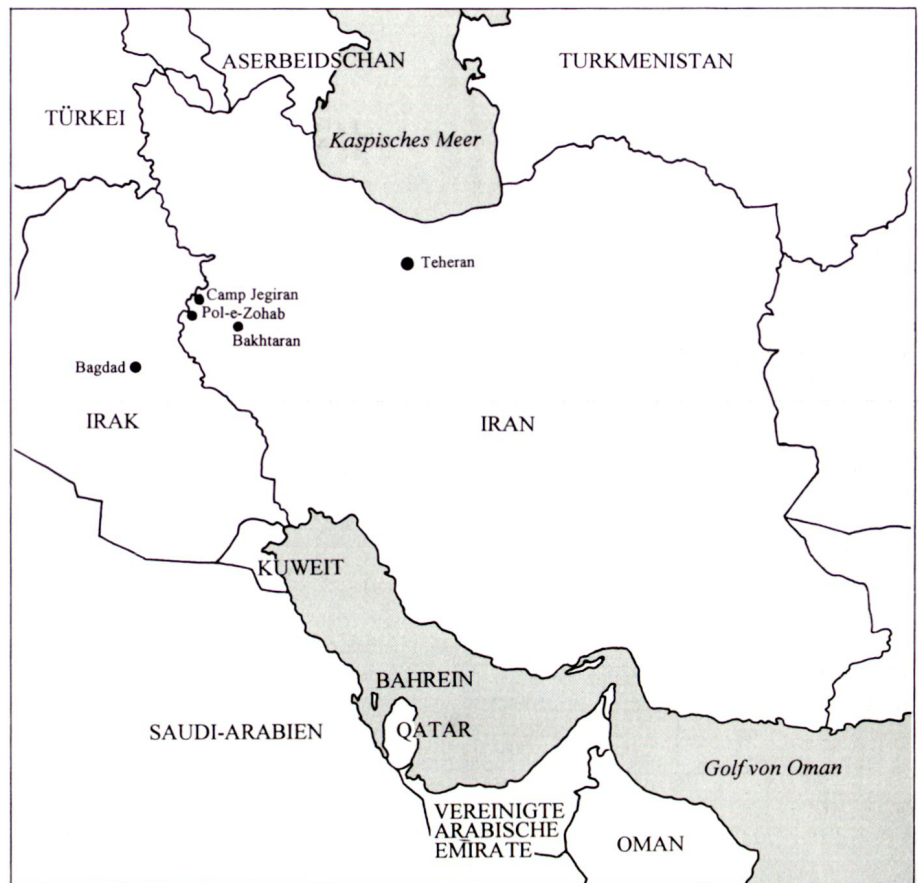 ASERBEIDSCHAN
TURKMENISTAN
TÜRKEI
Kaspisches Meer
Teheran
Camp Jegiran
Pol-e-Zohab
Bakhtaran
Bagdad
IRAK
IRAN
KUWEIT
BAHREIN
SAUDI-ARABIEN
QATAR
Golf von Oman
VEREINIGTE
ARABISCHE
EMIRATE
OMAN